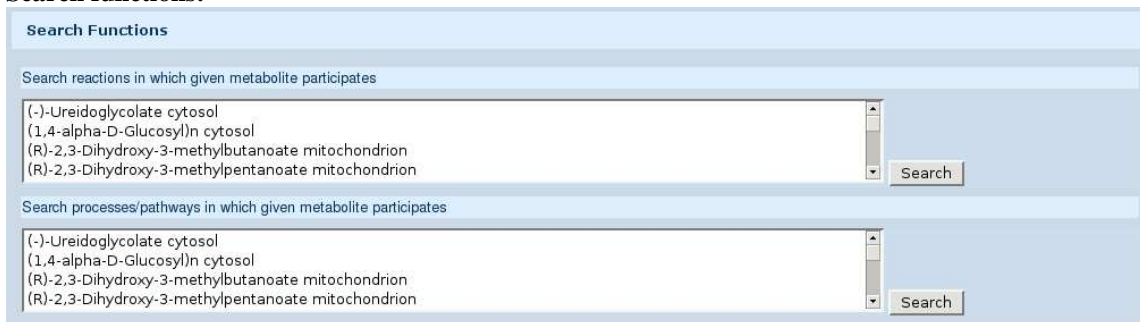 Search functions.
Search Functions
Search reactions in which given metabolite participates
(-)-Ureidoglycolate cytosol
(1,4-alpha-D-Glucosyl)n cytosol
(R)-2,3-Dihydroxy-3-methylbutanoate mitochondrion
(R)-2,3-Dihydroxy-3-methylpentanoate mitochondrion
Search
Search processes/pathways in which given metabolite participates
(-)-Ureidoglycolate cytosol
(1,4-alpha-D-Glucosyl)n cytosol
(R)-2,3-Dihydroxy-3-methylbutanoate mitochondrion
(R)-2,3-Dihydroxy-3-methylpentanoate mitochondrion
Search